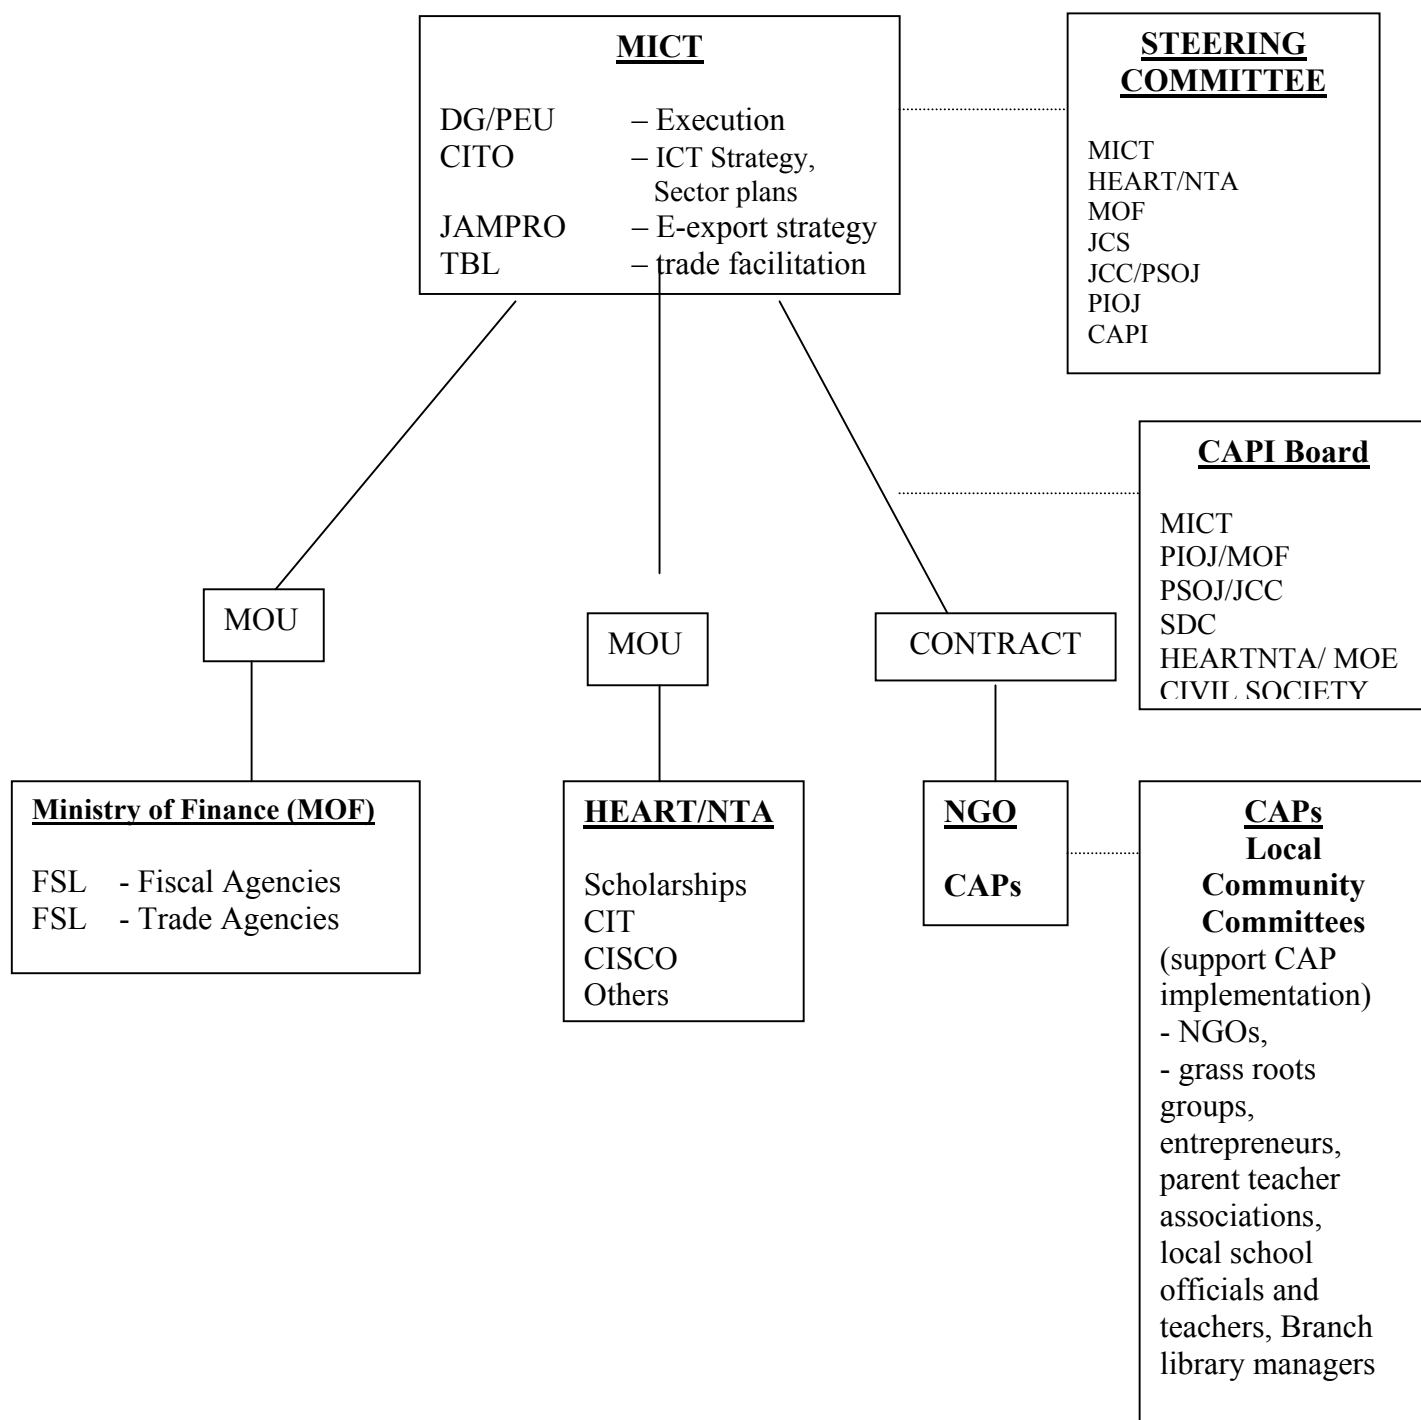 MICT
DG/PEU – Execution
CITO – ICT Strategy,
Sector plans
JAMPRO – E-export strategy
TBL – trade facilitation
STEERING
COMMITTEE
MICT
HEART/NTA
MOF
JCS
JCC/PSOJ
PIOJ
CAPI
CAPI Board
MICT
PIOJ/MOF
PSOJ/JCC
SDC
HEARTNTA/ MOE
CIVIL SOCIETY
MOU
MOU
CONTRACT
Ministry of Finance (MOF)
FSL - Fiscal Agencies
FSL - Trade Agencies
HEART/NTA
Scholarships
CIT
CISCO
Others
NGO
CAPs
CAPs
Local
Community
Committees
(support CAP
implementation)
- NGOs,
- grass roots
groups,
entrepreneurs,
parent teacher
associations,
local school
officials and
teachers, Branch
library managers